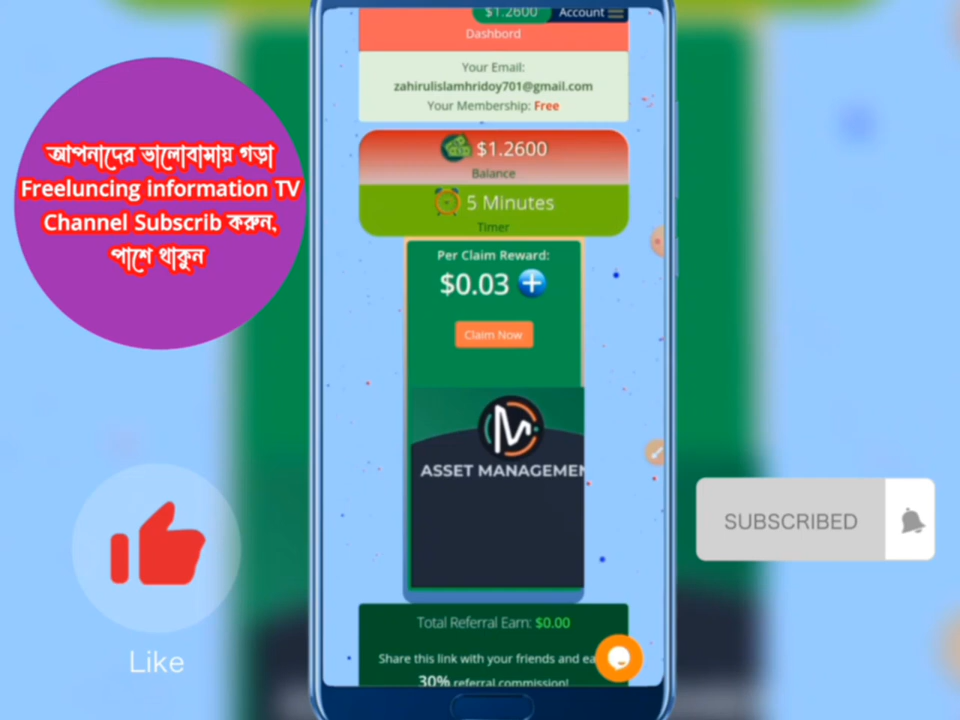 $1.2600
Account
Dashbord
Your Email:
zahirulislamhridoy701@gmail.com
Your Membership: Free
$1.2600
Balance
5 Minutes
Timer
Per Claim Reward:
$0.03
Claim Now
ASSET MANAGEMEN
Total Referral Earn: $0.00
Share this link with your friends and ea
30% referral commission!
আপনাদের ভালোবামায় গড়া
Freeluncing information TV
Channel Subscrib করুন,
পাশে থাকুন
Like
SUBSCRIBED